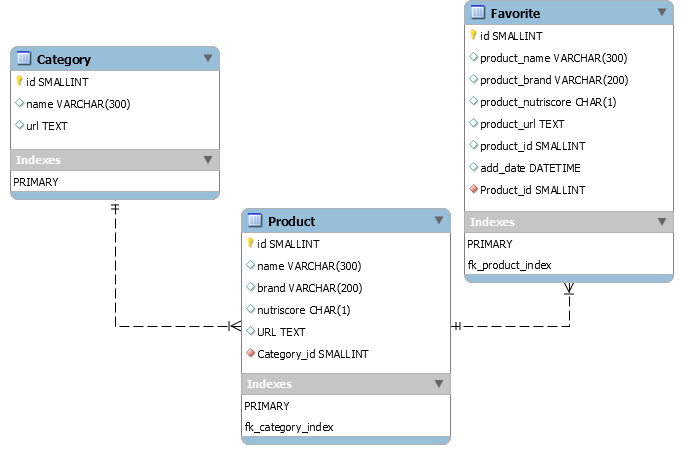 Category
id SMALLINT
name VARCHAR(300)
url TEXT
Indexes
PRIMARY
Product
id SMALLINT
name VARCHAR(300)
brand VARCHAR(200)
nutriscore CHAR(1)
URL TEXT
Category_id SMALLINT
Indexes
PRIMARY
fk_category_index
Favorite
id SMALLINT
product_name VARCHAR(300)
product_brand VARCHAR(200)
product_nutriscore CHAR(1)
product_url TEXT
product_id SMALLINT
add_date DATETIME
Product_id SMALLINT
Indexes
PRIMARY
fk_product_index